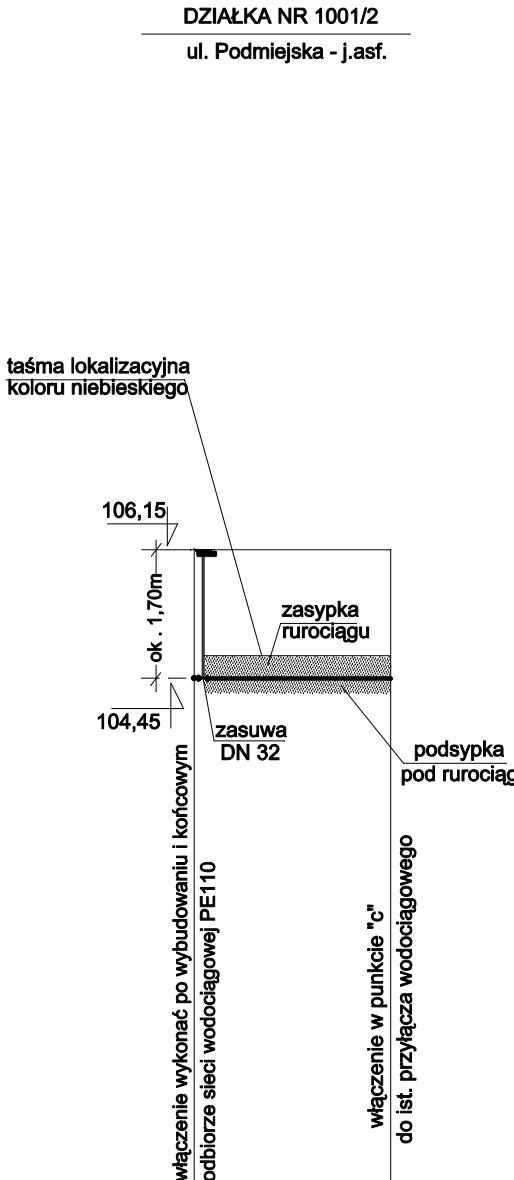 DZIAŁKA NR 1001/2
ul. Podmiejska - j.asf.
taśma lokalizacyjna
koloru niebieskiego
106,15
ok . 1,70m
zasypka
rurociągu
104,45
zasuwa
DN 32
podsypka
pod rurociąg
włączenie wykonać po wybudowaniu i końcowym
odbiorze sieci wodociągowej PE110
włączenie w punkcie "c"
do ist. przyłącza wodociągowego